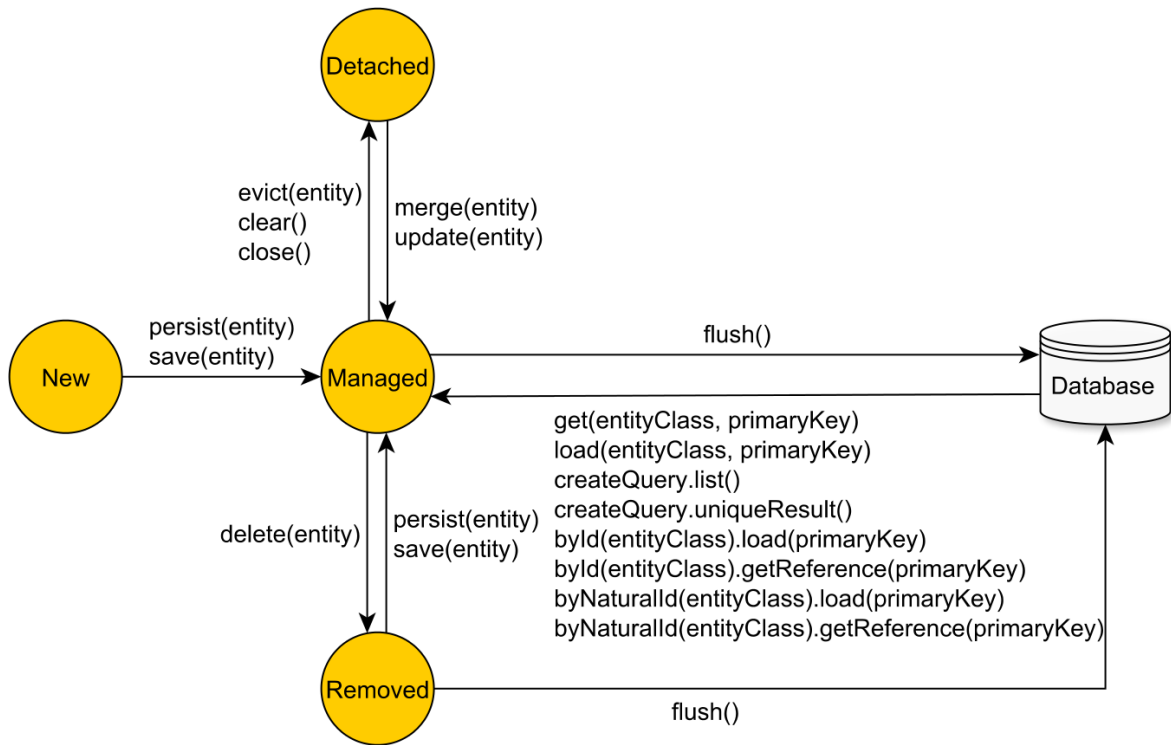 Detached
evict(entity)
clear()
close()
merge(entity)
update(entity)
persist(entity)
save(entity)
New
Managed
flush()
Database
get(entityClass, primaryKey)
load(entityClass, primaryKey)
createQuery.list()
createQuery.uniqueResult()
byId(entityClass).load(primaryKey)
byId(entityClass).getReference(primaryKey)
byNaturalId(entityClass).load(primaryKey)
byNaturalId(entityClass).getReference(primaryKey)
delete(entity)
persist(entity)
save(entity)
Removed
flush()